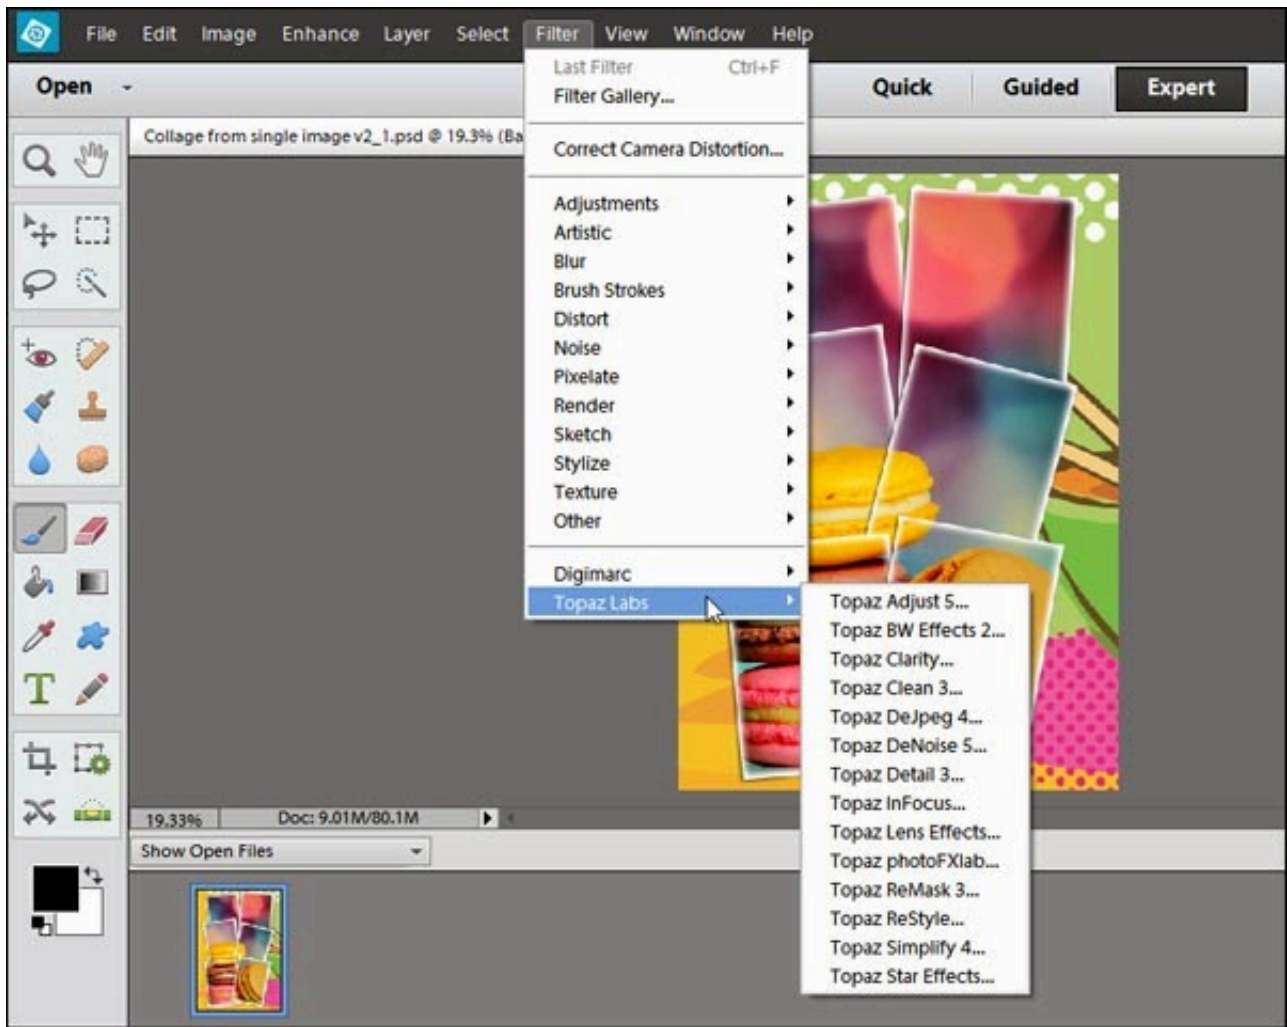 File Edit Image Enhance Layer Select Filter View Window Help
Open Quick Guided Expert
Collage from single image v2_1.psd @ 19.3% (Ba
Last Filter Ctrl+F
Filter Gallery...
Correct Camera Distortion...
Adjustments
Artistic
Blur
Brush Strokes
Distort
Noise
Pixelate
Render
Sketch
Stylize
Texture
Other
Digimarc
Topaz Labs
Topaz Adjust 5...
Topaz BW Effects 2...
Topaz Clarity...
Topaz Clean 3...
Topaz DeJpeg 4...
Topaz DeNoise 5...
Topaz Detail 3...
Topaz InFocus...
Topaz Lens Effects...
Topaz photoFXlab...
Topaz ReMask 3...
Topaz ReStyle...
Topaz Simplify 4...
Topaz Star Effects...
T
19.33% Doc: 9.01M/80.1M
Show Open Files